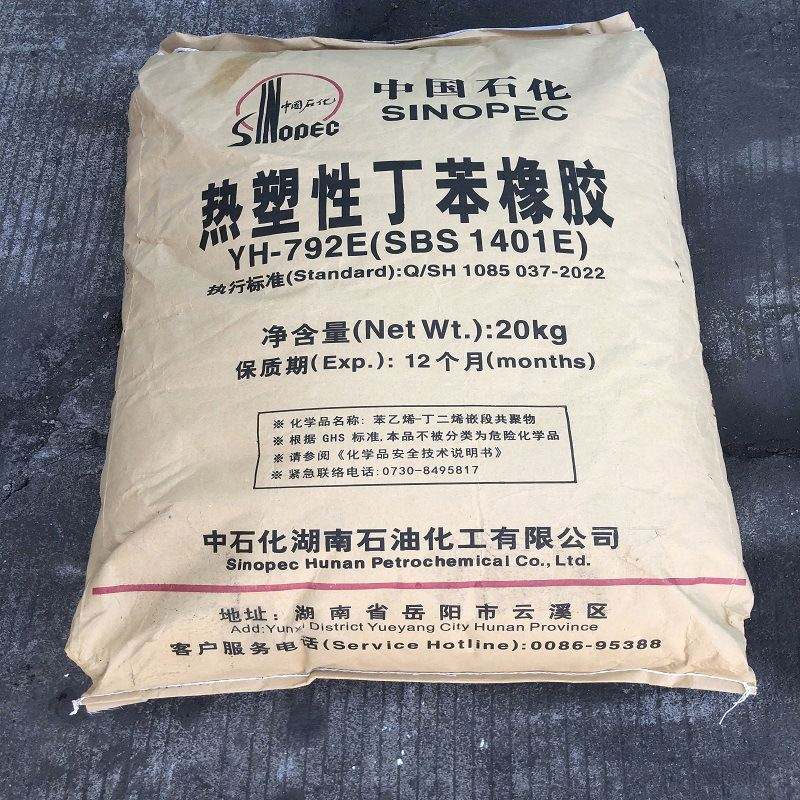 中国石化
SINOPEC
中国石化
SINOPEC
热塑性丁苯橡胶
YH-792E(SBS 1401E)
执行标准(Standard):Q/SH 1085 037-2022
净含量(Net Wt.):20kg
保质期(Exp.): 12个月(months)
※ 化学品名称: 苯乙烯-丁二烯嵌段共聚物
※ 根据 GHS 标准,本品不被分类为危险化学品
※ 请参阅《化学品安全技术说明书》
※ 紧急联络电话:0730-8495817
中石化湖南石油化工有限公司
Sinopec Hunan Petrochemical Co., Ltd.
地址: 湖南省岳阳市云溪区
Add:Yunxi District Yueyang City Hunan Province
客户服务电话(Service Hotline):0086-95388